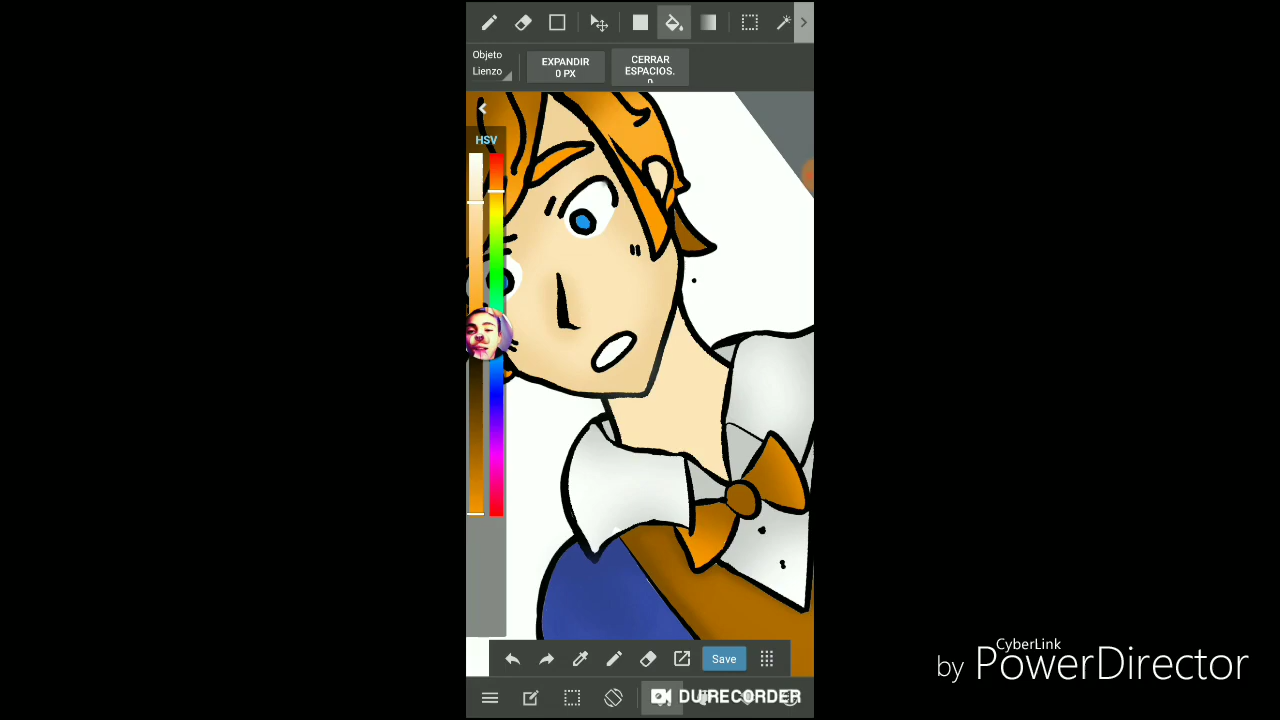 Objeto
Lienzo
EXPANDIR
0 PX
CERRAR
ESPACIOS.
HSV
Save
DU RECORDER
CyberLink
by PowerDirector